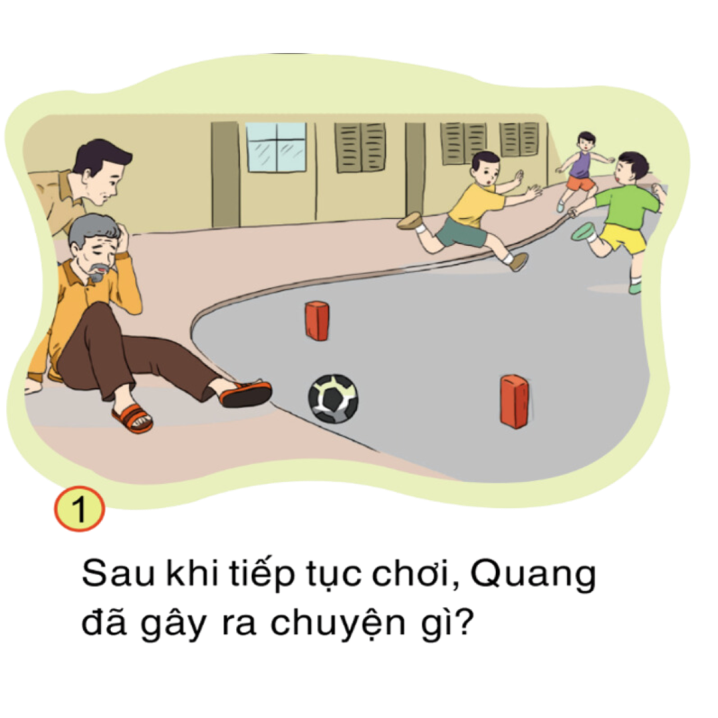 1
Sau khi tiếp tục chơi, Quang
đã gây ra chuyện gì?